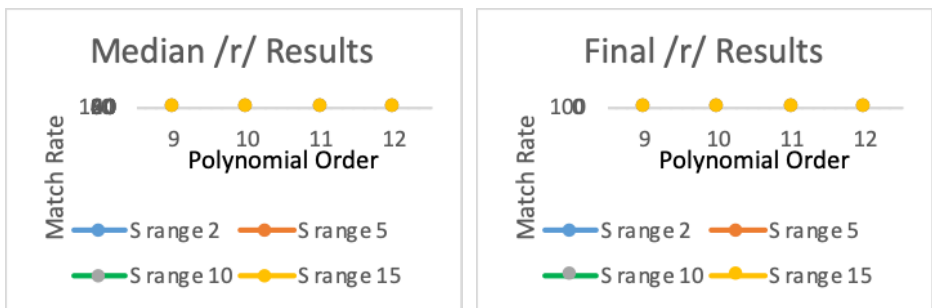 Median /r/ Results
Match Rate
9 10 11 12
Polynomial Order
S range 2 S range 5
S range 10 S range 15
Final /r/ Results
Match Rate
9 10 11 12
Polynomial Order
S range 2 S range 5
S range 10 S range 15